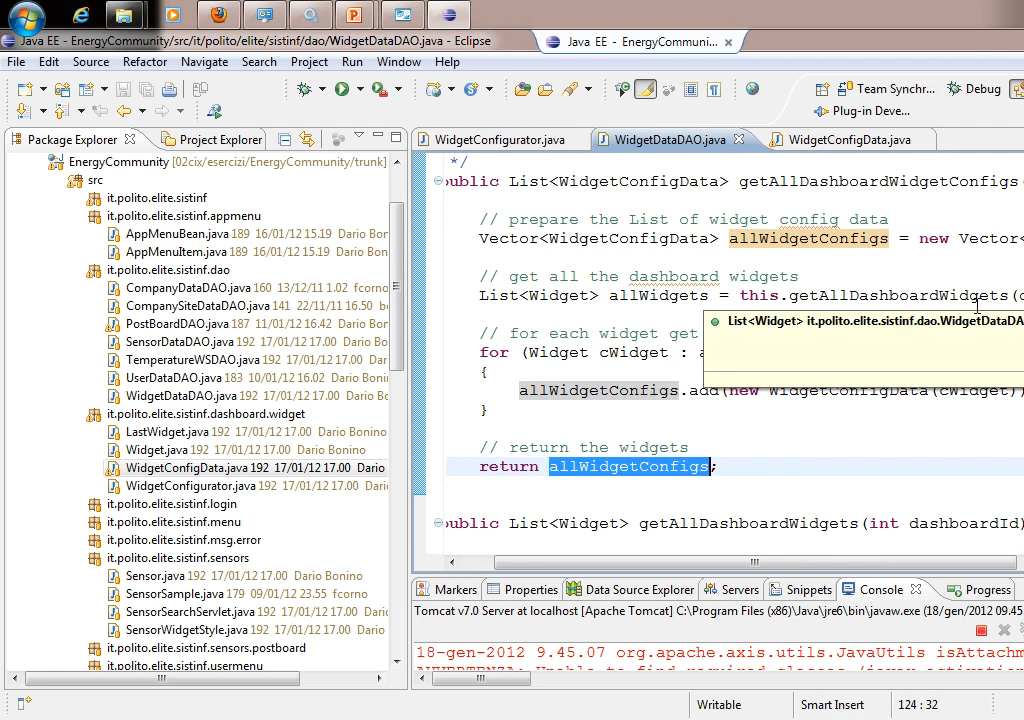 Java EE - EnergyCommunity/src/it/polito/elite/sistinf/dao/WidgetDataDAO.java - Eclipse
Java EE - EnergyCommuni...
File Edit Source Refactor Navigate Search Project Run Window Help
Team Synchr... Debug
Plug-in Deve...
Package Explorer Project Explorer
WidgetConfigurator.java WidgetDataDAO.java WidgetConfigData.java
EnergyCommunity [02cix/esercizi/EnergyCommunity/trunk]
src
it.polito.elite.sistinf
it.polito.elite.sistinf.appmenu
AppMenuBean.java 189 16/01/12 15.19 Dario Bon
AppMenuItem.java 189 16/01/12 15.19 Dario Bon
it.polito.elite.sistinf.dao
CompanyDataDAO.java 160 13/12/11 1.02 fcorno
CompanySiteDataDAO.java 141 22/11/11 16.50
PostBoardDAO.java 187 11/01/12 16.42 Dario Bon
SensorDataDAO.java 192 17/01/12 17.00 Dario Bo
TemperatureWSDAO.java 192 17/01/12 17.00 Dario
UserDataDAO.java 183 10/01/12 16.02 Dario Bonin
WidgetDataDAO.java 192 17/01/12 17.00 Dario Bo
it.polito.elite.sistinf.dashboard.widget
LastWidget.java 192 17/01/12 17.00 Dario Bonino
Widget.java 192 17/01/12 17.00 Dario Bonino
WidgetConfigData.java 192 17/01/12 17.00 Dario
WidgetConfigurator.java 192 17/01/12 17.00 Dari
it.polito.elite.sistinf.login
it.polito.elite.sistinf.menu
it.polito.elite.sistinf.msg.error
it.polito.elite.sistinf.sensors
Sensor.java 192 17/01/12 17.00 Dario Bonino
SensorSample.java 179 09/01/12 23.55 fcorno
SensorSearchServlet.java 192 17/01/12 17.00 Dario
SensorWidgetStyle.java 192 17/01/12 17.00 Dario
it.polito.elite.sistinf.sensors.postboard
it.polito.elite.sistinf.usermenu
*/
public List<WidgetConfigData> getAllDashboardWidgetConfigs(
// prepare the List of widget config data
Vector<WidgetConfigData> allWidgetConfigs = new Vector<
// get all the dashboard widgets
List<Widget> allWidgets = this.getAllDashboardWidgets(
List<Widget> it.polito.elite.sistinf.dao.WidgetDataDA
// for each widget get
for (Widget cWidget : a
{
allWidgetConfigs.add(new WidgetConfigData(cWidget))
}
// return the widgets
return allWidgetConfigs;
public List<Widget> getAllDashboardWidgets(int dashboardId)
Markers Properties Data Source Explorer Servers Snippets Console Progress
Tomcat v7.0 Server at localhost [Apache Tomcat] C:\Program Files (x86)\Java\jre6\bin\javaw.exe (18/gen/2012 09.45
18-gen-2012 9.45.07 org.apache.axis.utils.JavaUtils isAttachm
AVVERTENZA: Unable to find required classes (javax.activation
Writable Smart Insert 124 : 32